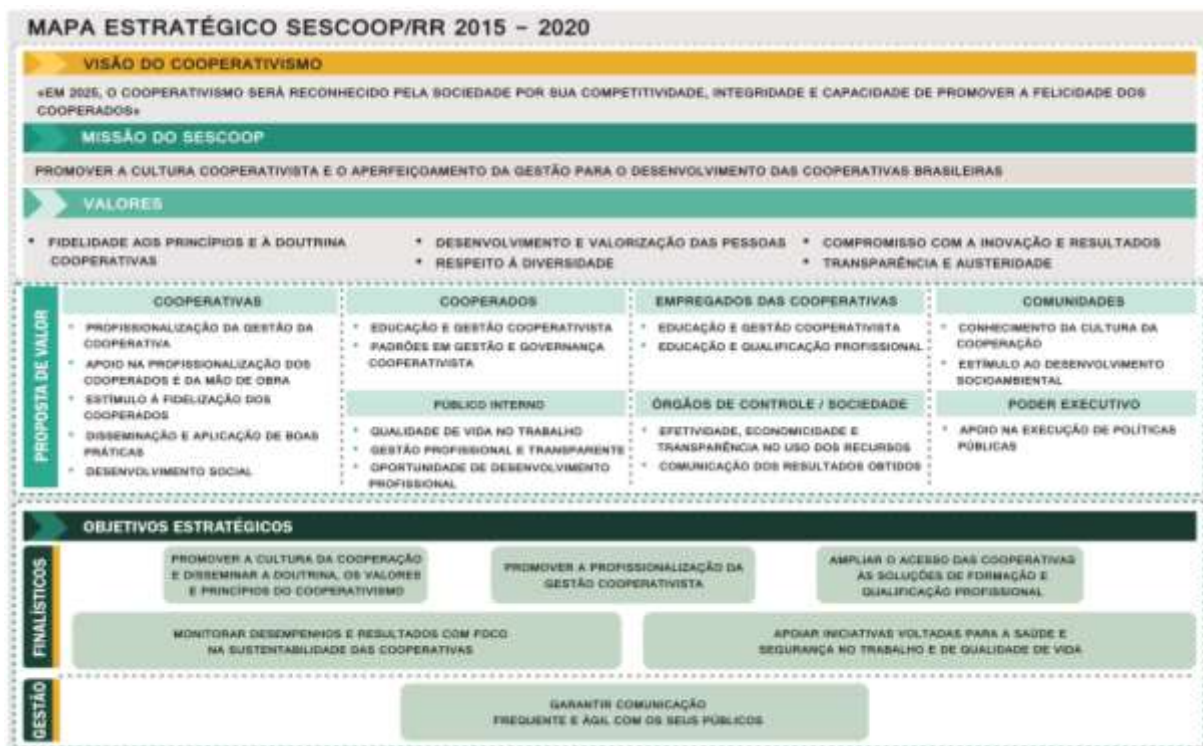 MAPA ESTRATÉGICO SESCOOP/RR 2015 – 2020
VISÃO DO COOPERATIVISMO
«EM 2025, O COOPERATIVISMO SERÁ RECONHECIDO PELA SOCIEDADE POR SUA COMPETITIVIDADE, INTEGRIDADE E CAPACIDADE DE PROMOVER A FELICIDADE DOS
COOPERADOS»
MISSÃO DO SESCOOP
PROMOVER A CULTURA COOPERATIVISTA E O APERFEIÇOAMENTO DA GESTÃO PARA O DESENVOLVIMENTO DAS COOPERATIVAS BRASILEIRAS
VALORES
• FIDELIDADE AOS PRINCÍPIOS E À DOUTRINA
COOPERATIVAS
• DESENVOLVIMENTO E VALORIZAÇÃO DAS PESSOAS
• RESPEITO À DIVERSIDADE
• COMPROMISSO COM A INOVAÇÃO E RESULTADOS
• TRANSPARÊNCIA E AUSTERIDADE
PROPOSTA DE VALOR
COOPERATIVAS
• PROFISSIONALIZAÇÃO DA GESTÃO DA
COOPERATIVA
• APOIO NA PROFISSIONALIZAÇÃO DOS
COOPERADOS E DA MÃO DE OBRA
• ESTÍMULO À FIDELIZAÇÃO DOS
COOPERADOS
• DISSEMINAÇÃO E APLICAÇÃO DE BOAS
PRÁTICAS
• DESENVOLVIMENTO SOCIAL
COOPERADOS
• EDUCAÇÃO E GESTÃO COOPERATIVISTA
• PADRÕES EM GESTÃO E GOVERNANÇA
COOPERATIVISTA
EMPREGADOS DAS COOPERATIVAS
• EDUCAÇÃO E GESTÃO COOPERATIVISTA
• EDUCAÇÃO E QUALIFICAÇÃO PROFISSIONAL
COMUNIDADES
• CONHECIMENTO DA CULTURA DA
COOPERAÇÃO
• ESTÍMULO AO DESENVOLVIMENTO
SOCIOAMBIENTAL
PÚBLICO INTERNO
• QUALIDADE DE VIDA NO TRABALHO
• GESTÃO PROFISSIONAL E TRANSPARENTE
• OPORTUNIDADE DE DESENVOLVIMENTO
PROFISSIONAL
ÓRGÃOS DE CONTROLE / SOCIEDADE
• EFETIVIDADE, ECONOMICIDADE E
TRANSPARÊNCIA NO USO DOS RECURSOS
• COMUNICAÇÃO DOS RESULTADOS OBTIDOS
PODER EXECUTIVO
• APOIO NA EXECUÇÃO DE POLÍTICAS
PÚBLICAS
OBJETIVOS ESTRATÉGICOS
FINALÍSTICOS
PROMOVER A CULTURA DA COOPERAÇÃO
E DISSEMINAR A DOUTRINA, OS VALORES
E PRINCÍPIOS DO COOPERATIVISMO
PROMOVER A PROFISSIONALIZAÇÃO DA
GESTÃO COOPERATIVISTA
AMPLIAR O ACESSO DAS COOPERATIVAS
ÀS SOLUÇÕES DE FORMAÇÃO E
QUALIFICAÇÃO PROFISSIONAL
MONITORAR DESEMPENHOS E RESULTADOS COM FOCO
NA SUSTENTABILIDADE DAS COOPERATIVAS
APOIAR INICIATIVAS VOLTADAS PARA A SAÚDE E
SEGURANÇA NO TRABALHO E DE QUALIDADE DE VIDA
GESTÃO
GARANTIR COMUNICAÇÃO
FREQUENTE E ÁGIL COM OS SEUS PÚBLICOS